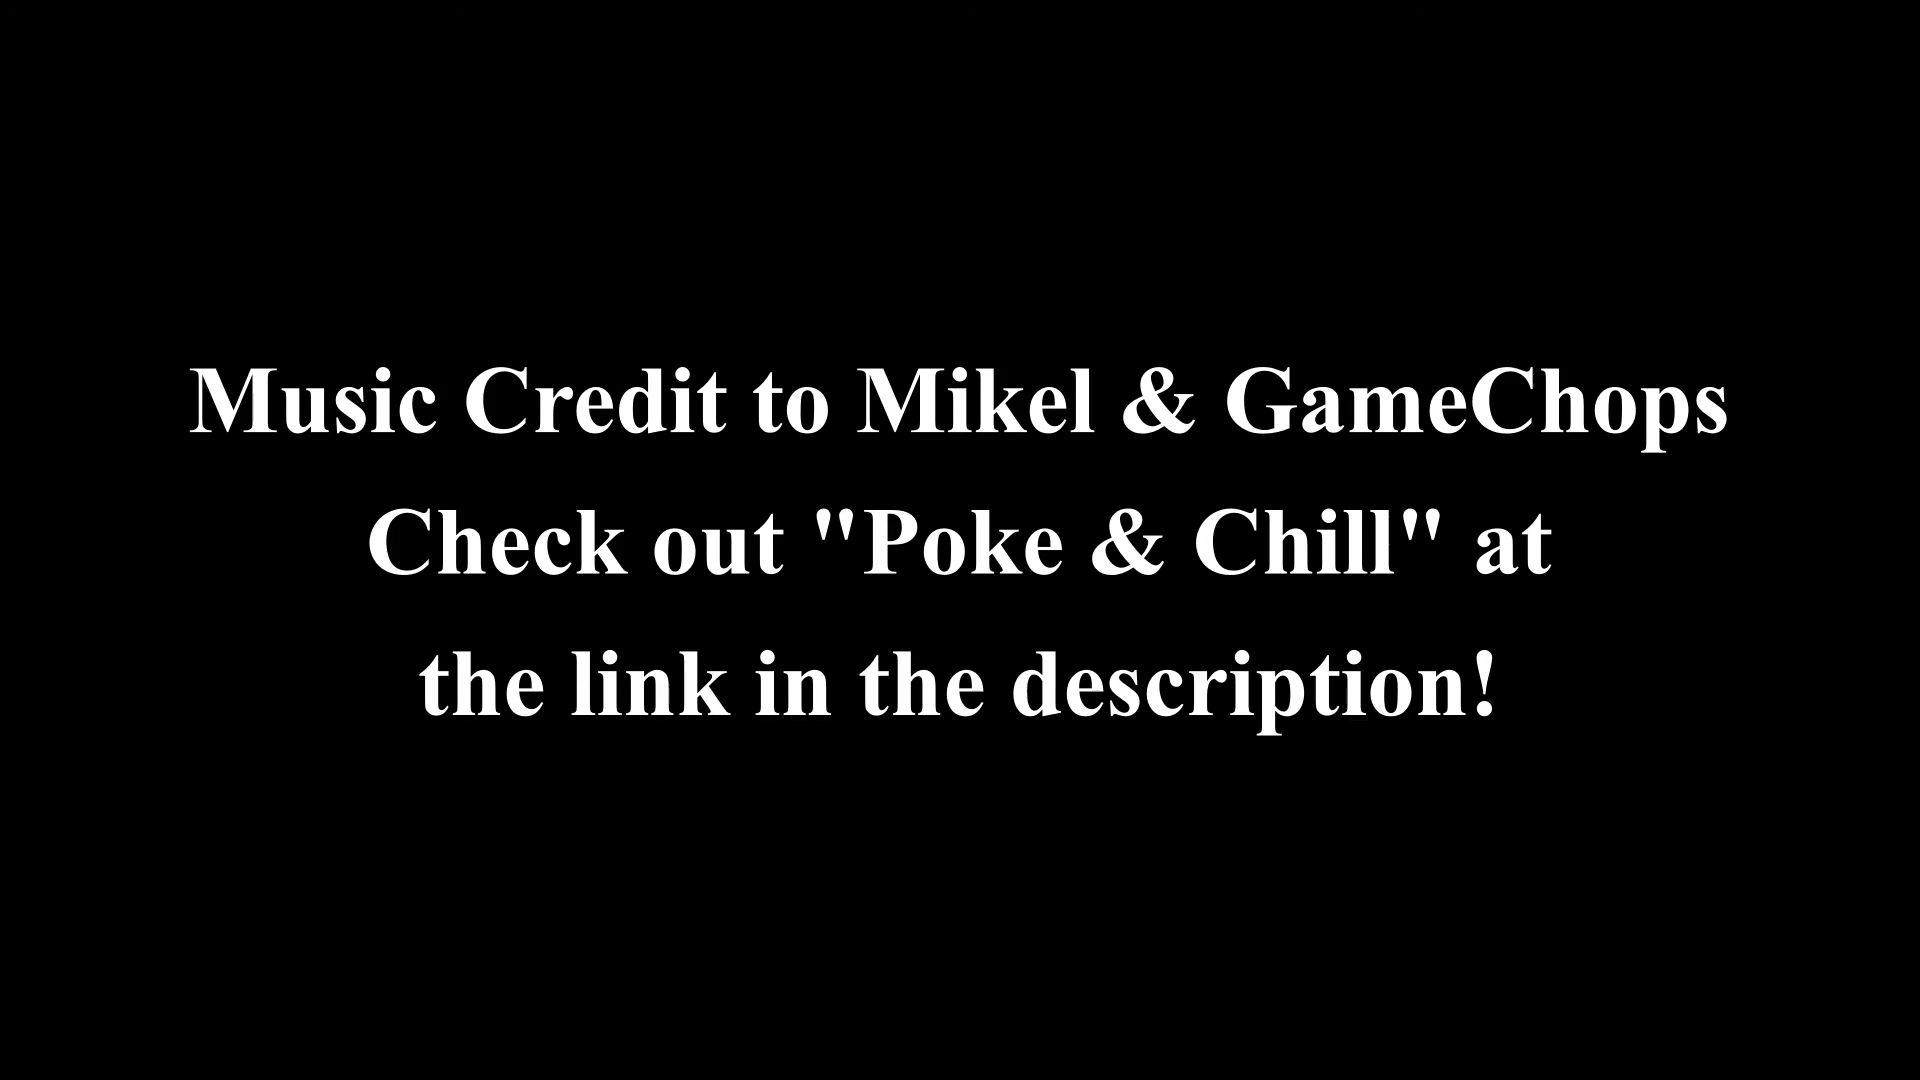 Music Credit to Mikel & GameChops
Check out "Poke & Chill" at
the link in the description!